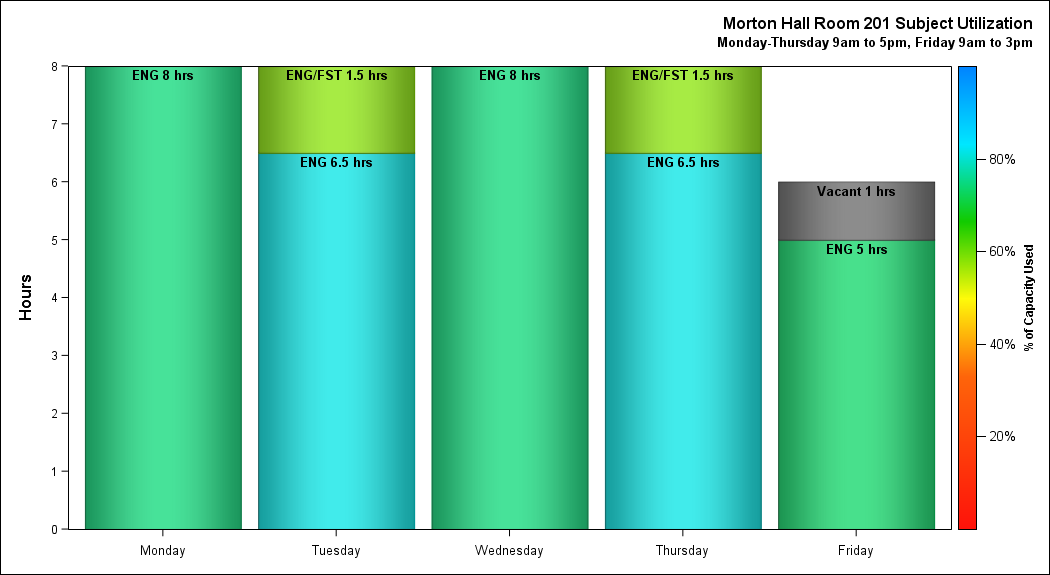 Morton Hall Room 201 Subject Utilization
Monday-Thursday 9am to 5pm, Friday 9am to 3pm
8
7
6
5
4
3
2
1
0
Hours
ENG 8 hrs
ENG/FST 1.5 hrs
ENG 6.5 hrs
ENG 8 hrs
ENG/FST 1.5 hrs
ENG 6.5 hrs
Vacant 1 hrs
ENG 5 hrs
Monday
Tuesday
Wednesday
Thursday
Friday
80%
60%
40%
20%
% of Capacity Used